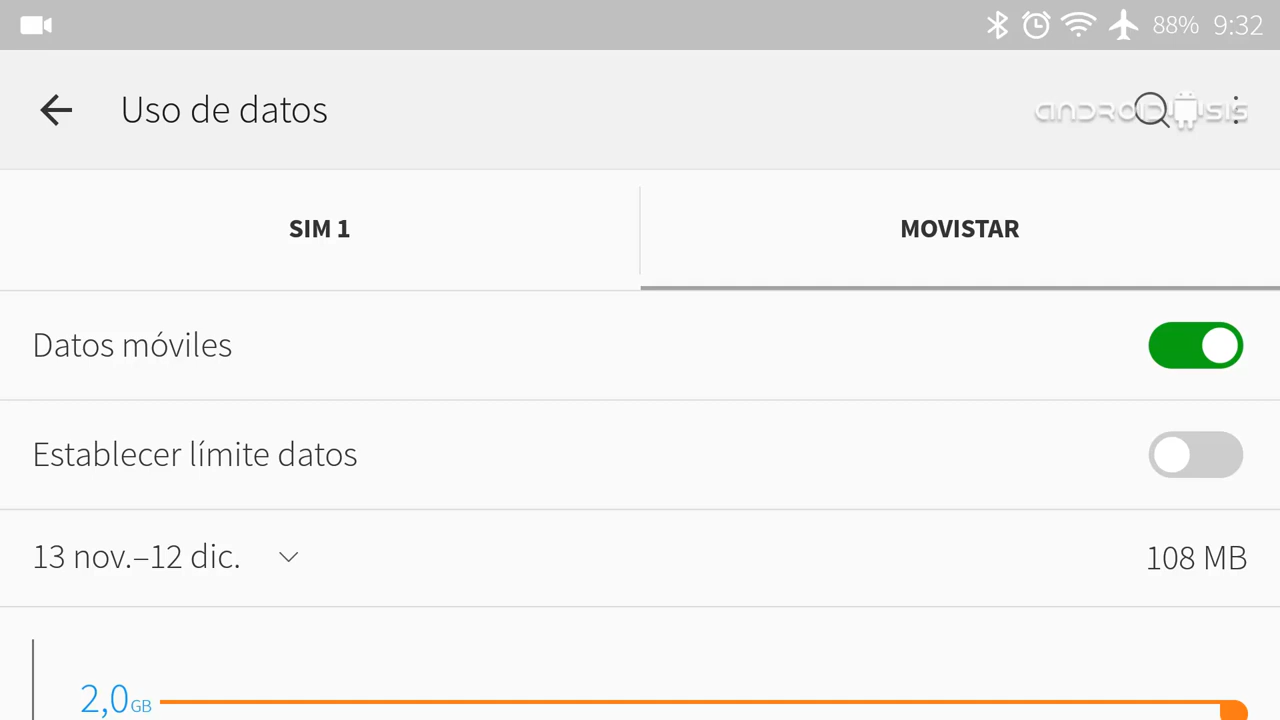 88% 9:32
Uso de datos
ANDROIDSIS
SIM 1
MOVISTAR
Datos móviles
Establecer límite datos
13 nov.–12 dic.
108 MB
2,0GB